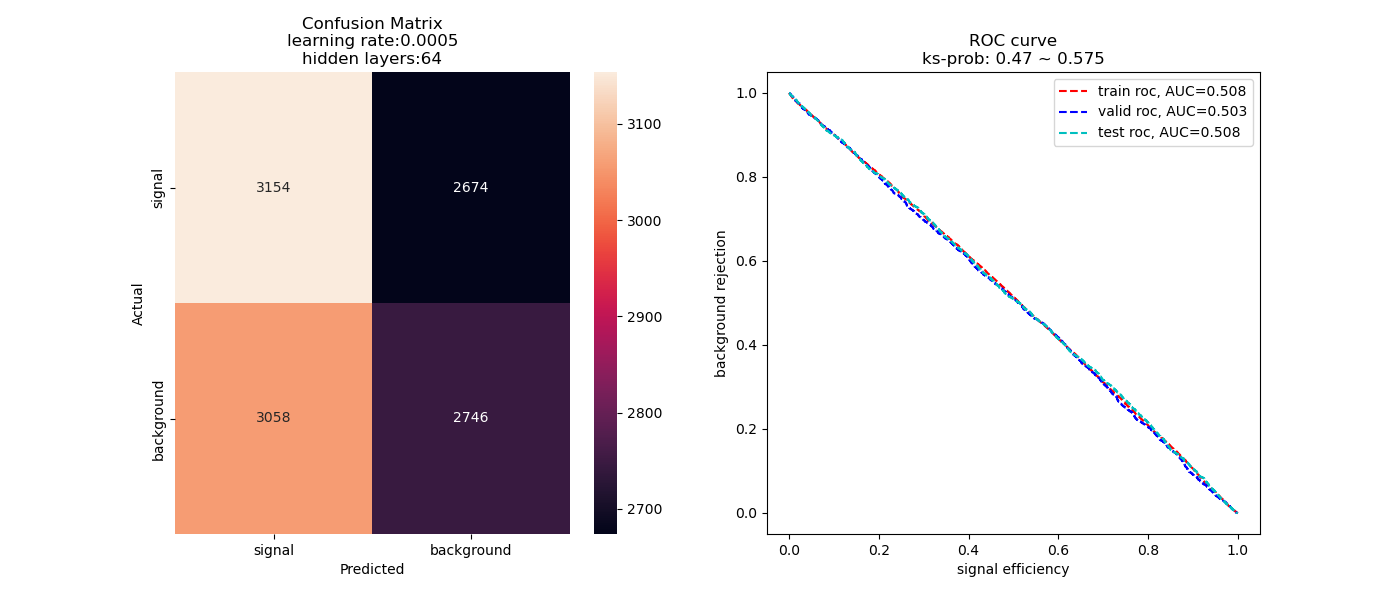 Confusion Matrix
learning rate:0.0005
hidden layers:64
signal
background
Actual
3154
2674
3058
2746
signal
background
Predicted
3100
3000
2900
2800
2700
ROC curve
ks-prob: 0.47 ~ 0.575
train roc, AUC=0.508
valid roc, AUC=0.503
test roc, AUC=0.508
background rejection
1.0
0.8
0.6
0.4
0.2
0.0
0.0 0.2 0.4 0.6 0.8 1.0
signal efficiency